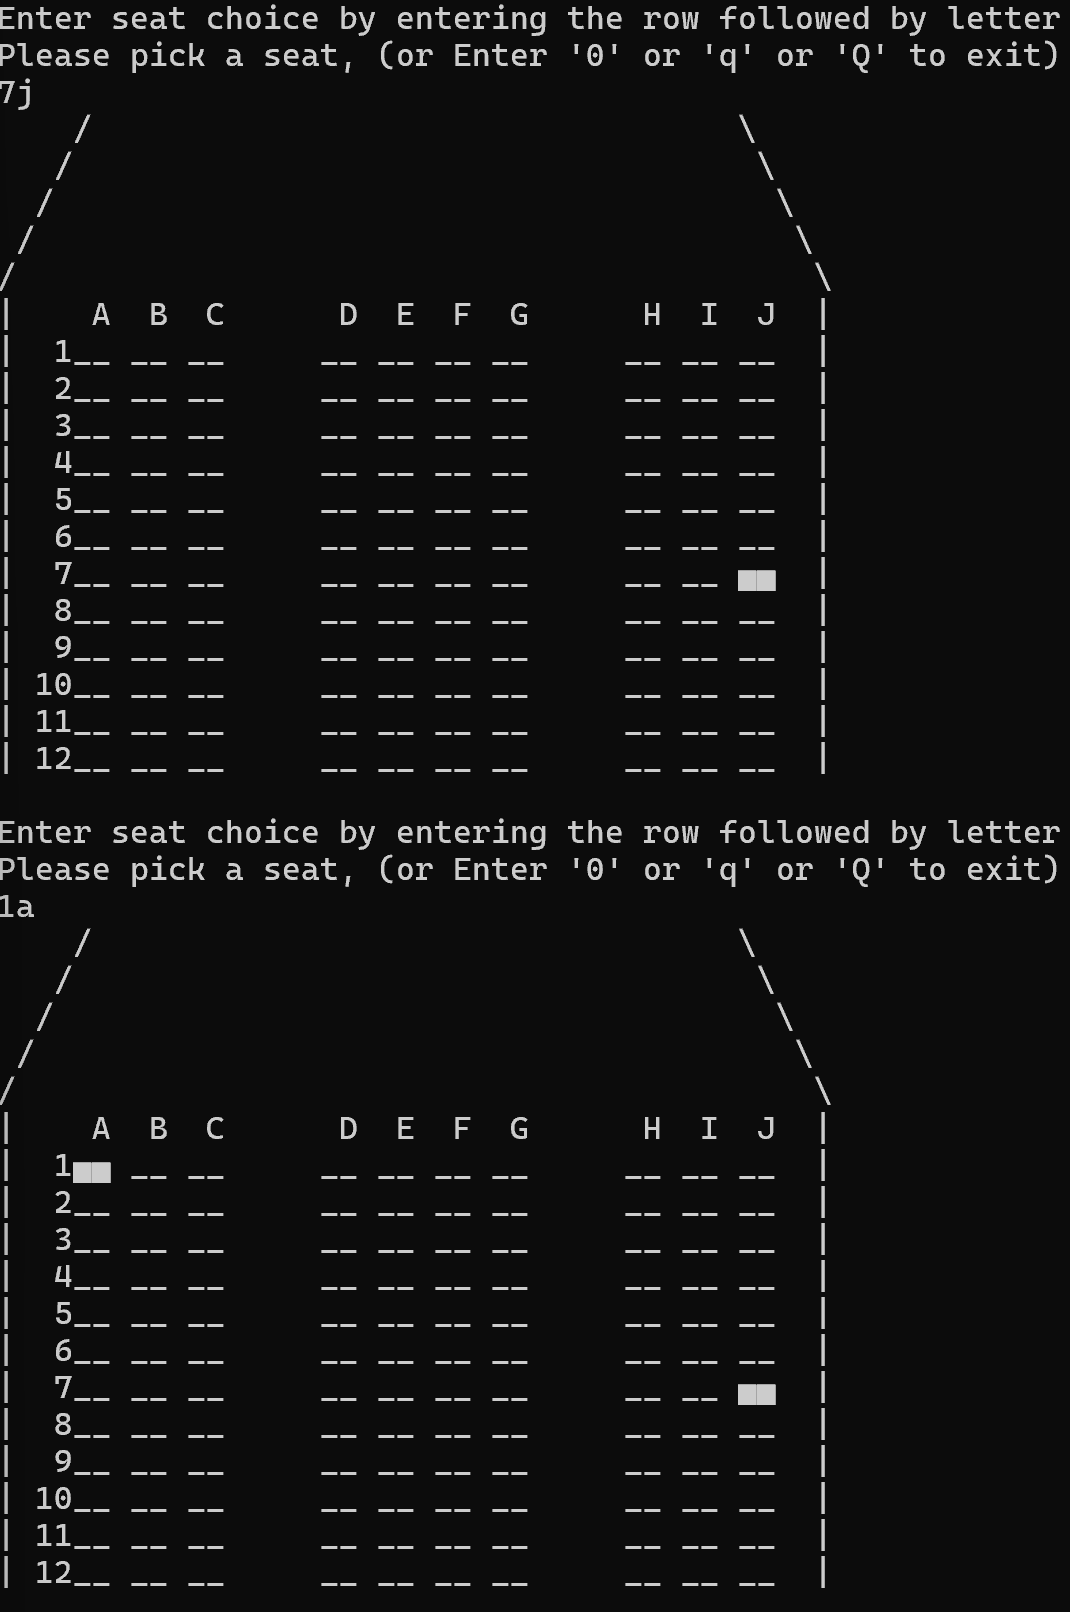 Enter seat choice by entering the row followed by letter
Please pick a seat, (or Enter '0' or 'q' or 'Q' to exit)
7j
    /                                  \
   /                                    \
  /                                      \
 /                                        \
/                                          \
|    A  B  C      D  E  F  G      H  I  J  |
|  1__ __ __     __ __ __ __     __ __ __  |
|  2__ __ __     __ __ __ __     __ __ __  |
|  3__ __ __     __ __ __ __     __ __ __  |
|  4__ __ __     __ __ __ __     __ __ __  |
|  5__ __ __     __ __ __ __     __ __ __  |
|  6__ __ __     __ __ __ __     __ __ __  |
|  7__ __ __     __ __ __ __     __ __ ■■  |
|  8__ __ __     __ __ __ __     __ __ __  |
|  9__ __ __     __ __ __ __     __ __ __  |
| 10__ __ __     __ __ __ __     __ __ __  |
| 11__ __ __     __ __ __ __     __ __ __  |
| 12__ __ __     __ __ __ __     __ __ __  |
Enter seat choice by entering the row followed by letter
Please pick a seat, (or Enter '0' or 'q' or 'Q' to exit)
1a
    /                                  \
   /                                    \
  /                                      \
 /                                        \
/                                          \
|    A  B  C      D  E  F  G      H  I  J  |
|  1■■ __ __     __ __ __ __     __ __ __  |
|  2__ __ __     __ __ __ __     __ __ __  |
|  3__ __ __     __ __ __ __     __ __ __  |
|  4__ __ __     __ __ __ __     __ __ __  |
|  5__ __ __     __ __ __ __     __ __ __  |
|  6__ __ __     __ __ __ __     __ __ __  |
|  7__ __ __     __ __ __ __     __ __ ■■  |
|  8__ __ __     __ __ __ __     __ __ __  |
|  9__ __ __     __ __ __ __     __ __ __  |
| 10__ __ __     __ __ __ __     __ __ __  |
| 11__ __ __     __ __ __ __     __ __ __  |
| 12__ __ __     __ __ __ __     __ __ __  |